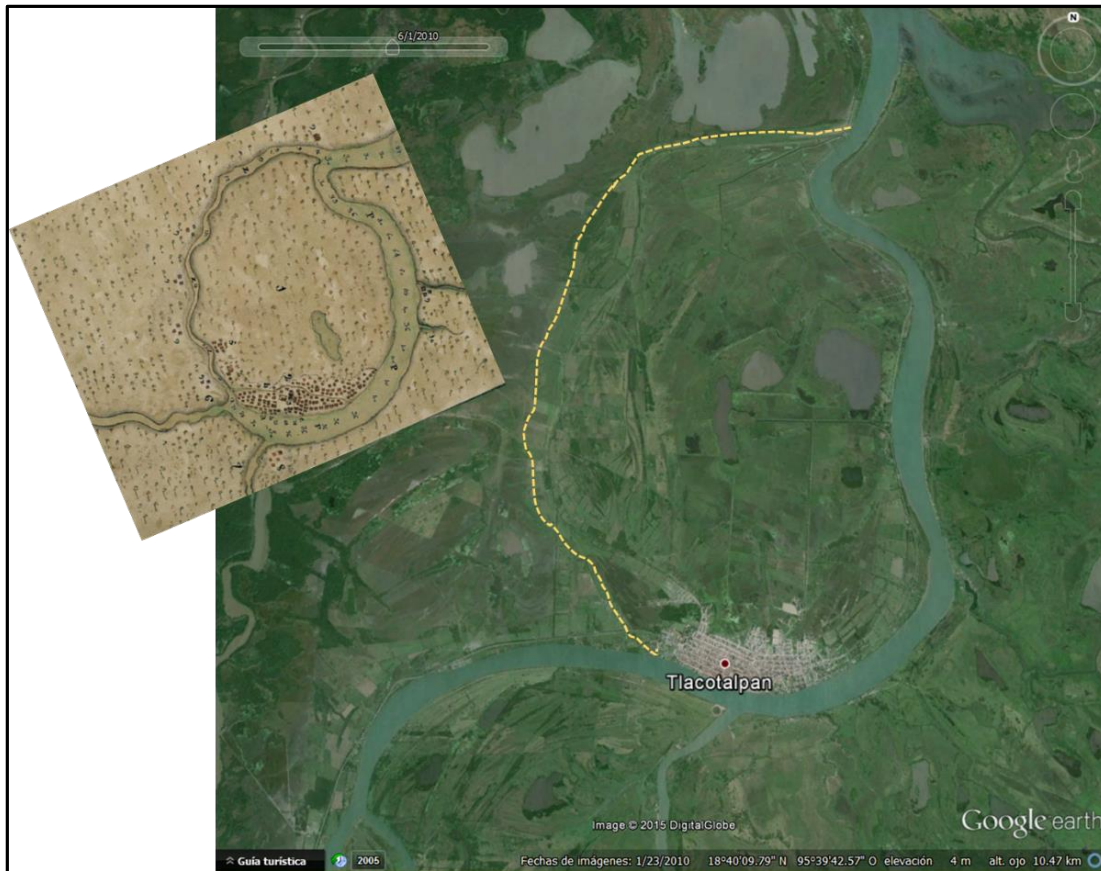 6/1/2010
N
Tlacotalpan
Image © 2015 DigitalGlobe
Google earth
Guía turística
2005
Fechas de imágenes: 1/23/2010 18°40'09.79" N 95°39'42.57" O elevación 4 m alt. ojo 10.47 km